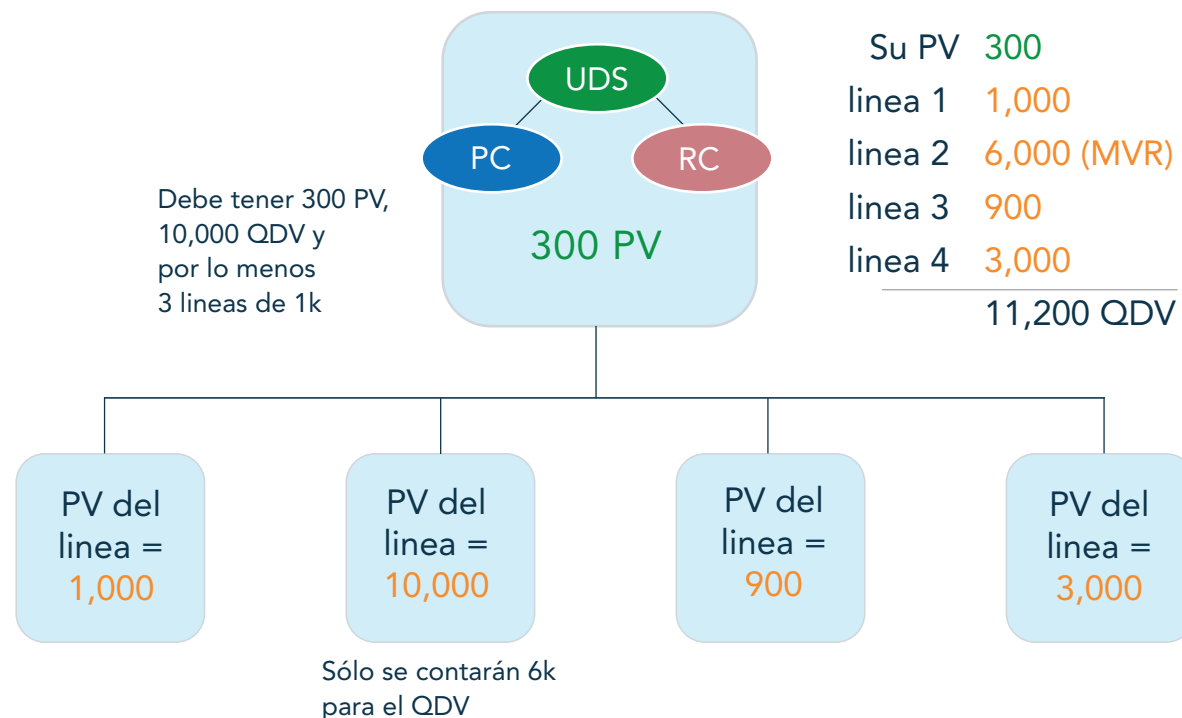 UDS
PC
RC
300 PV
Debe tener 300 PV,
10,000 QDV y
por lo menos
3 lineas de 1k
Su PV 300
linea 1 1,000
linea 2 6,000 (MVR)
linea 3 900
linea 4 3,000
11,200 QDV
PV del
linea =
1,000
PV del
linea =
10,000
PV del
linea =
900
PV del
linea =
3,000
Sólo se contarán 6k
para el QDV